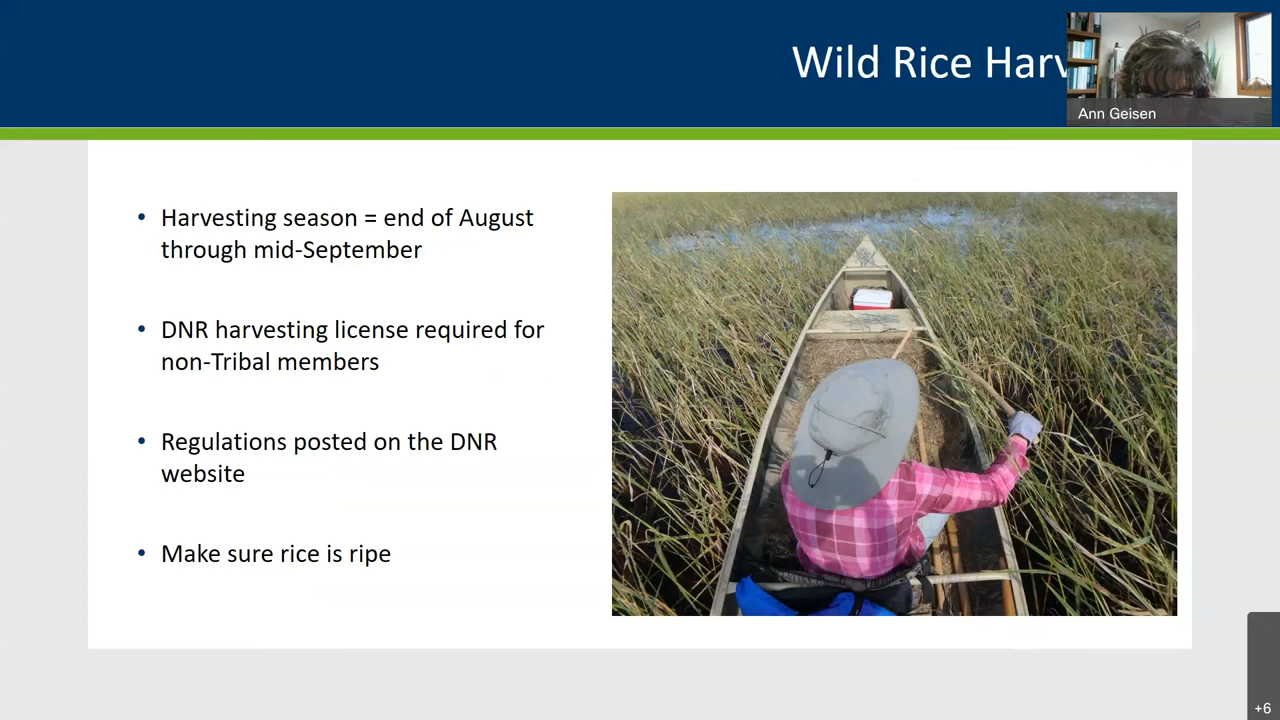 Wild Rice Harv
Ann Geisen
• Harvesting season = end of August
through mid-September
• DNR harvesting license required for
non-Tribal members
• Regulations posted on the DNR
website
• Make sure rice is ripe
+6